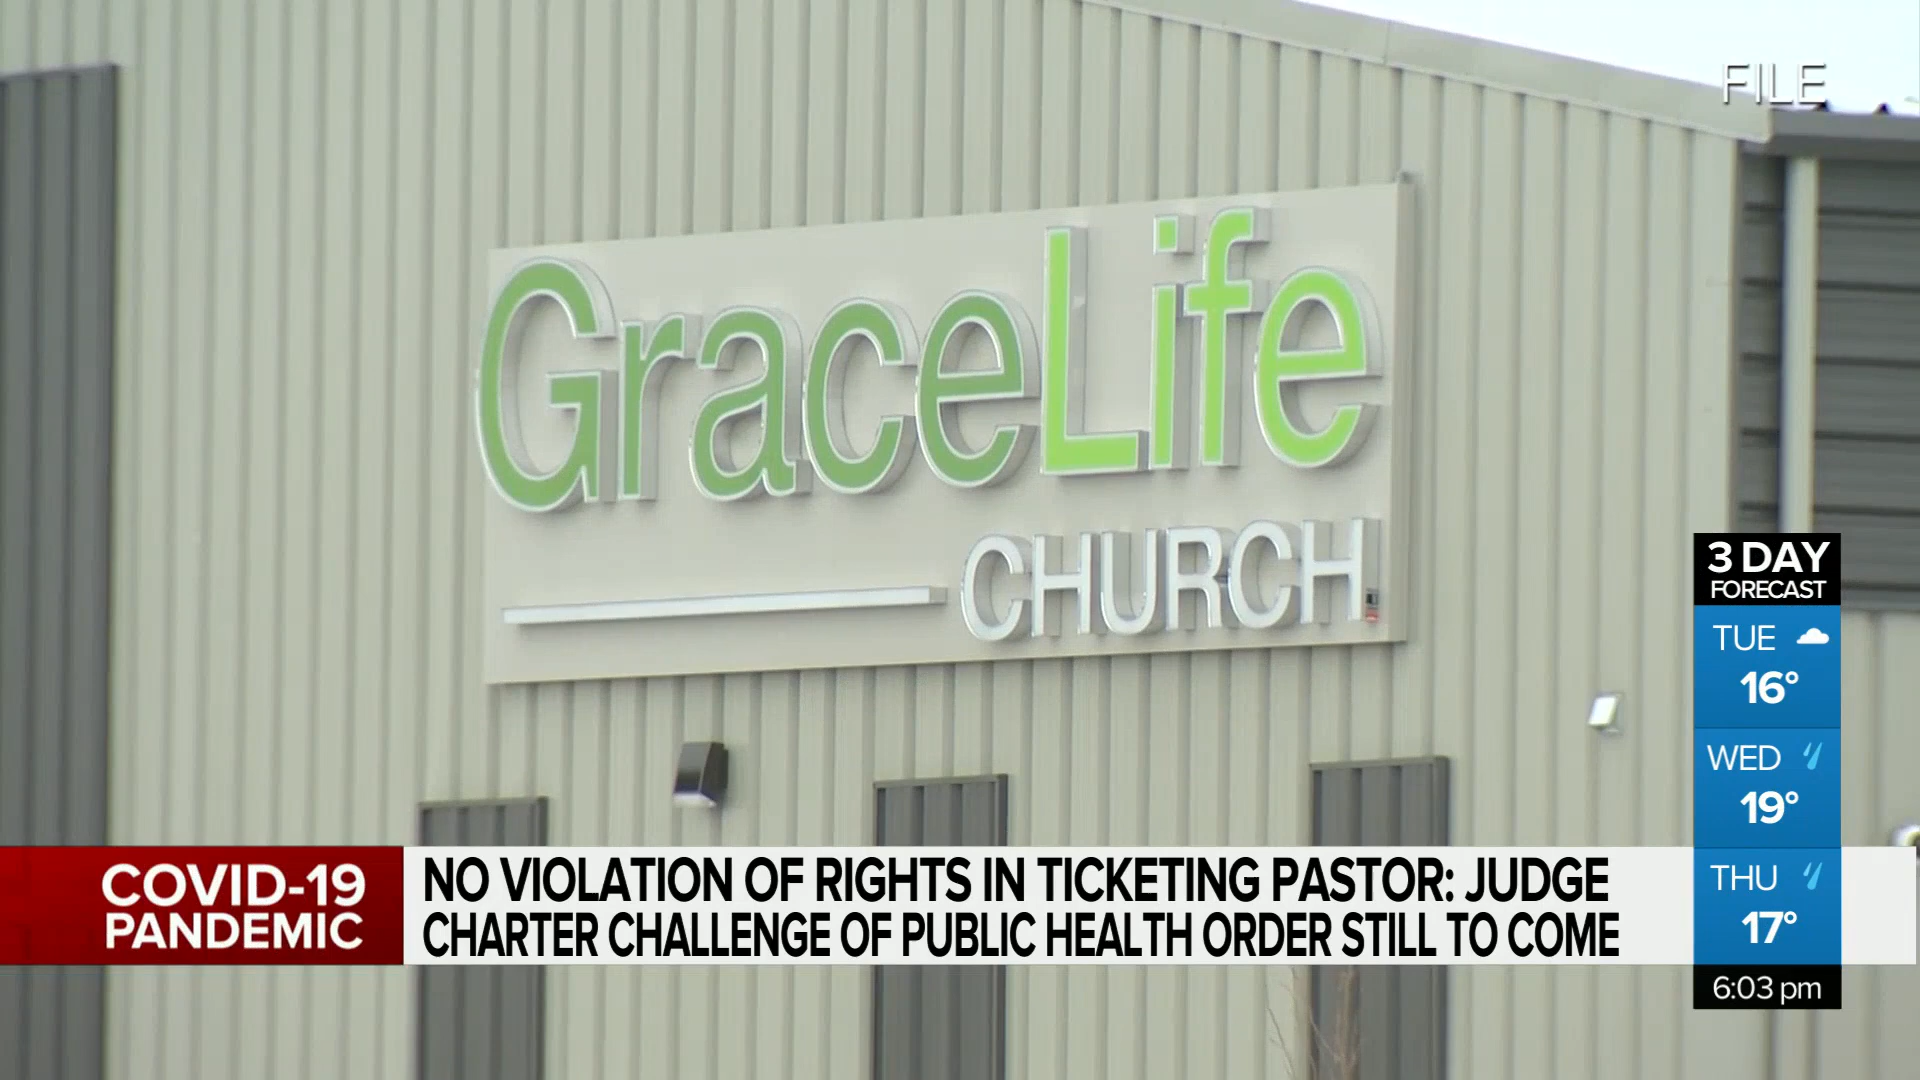 FILE
GraceLife
CHURCH
3 DAY
FORECAST
TUE
16°
WED
19°
THU
17°
6:03 pm
COVID-19
PANDEMIC
NO VIOLATION OF RIGHTS IN TICKETING PASTOR: JUDGE
CHARTER CHALLENGE OF PUBLIC HEALTH ORDER STILL TO COME